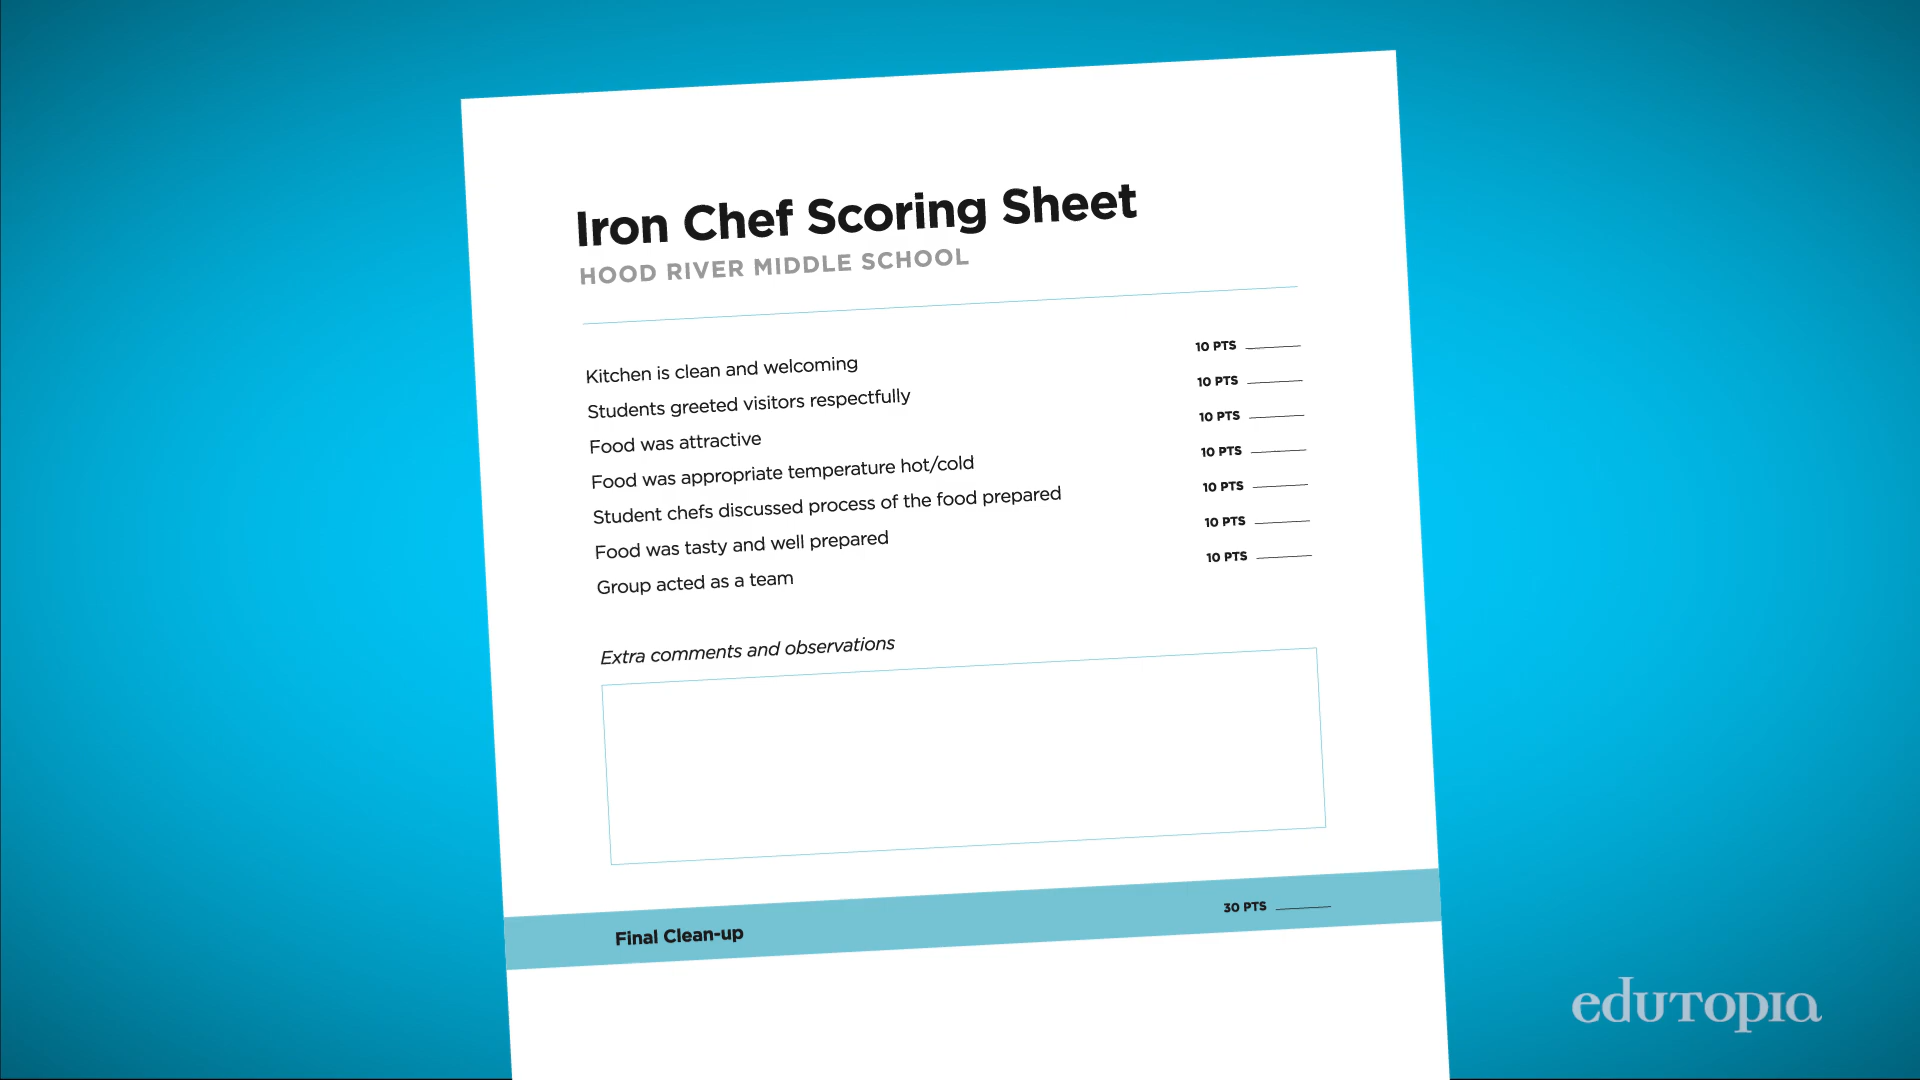 Iron Chef Scoring Sheet
HOOD RIVER MIDDLE SCHOOL
Kitchen is clean and welcoming 10 PTS
Students greeted visitors respectfully 10 PTS
Food was attractive 10 PTS
Food was appropriate temperature hot/cold 10 PTS
Student chefs discussed process of the food prepared 10 PTS
Food was tasty and well prepared 10 PTS
Group acted as a team 10 PTS
Extra comments and observations
Final Clean-up 30 PTS
edutopia